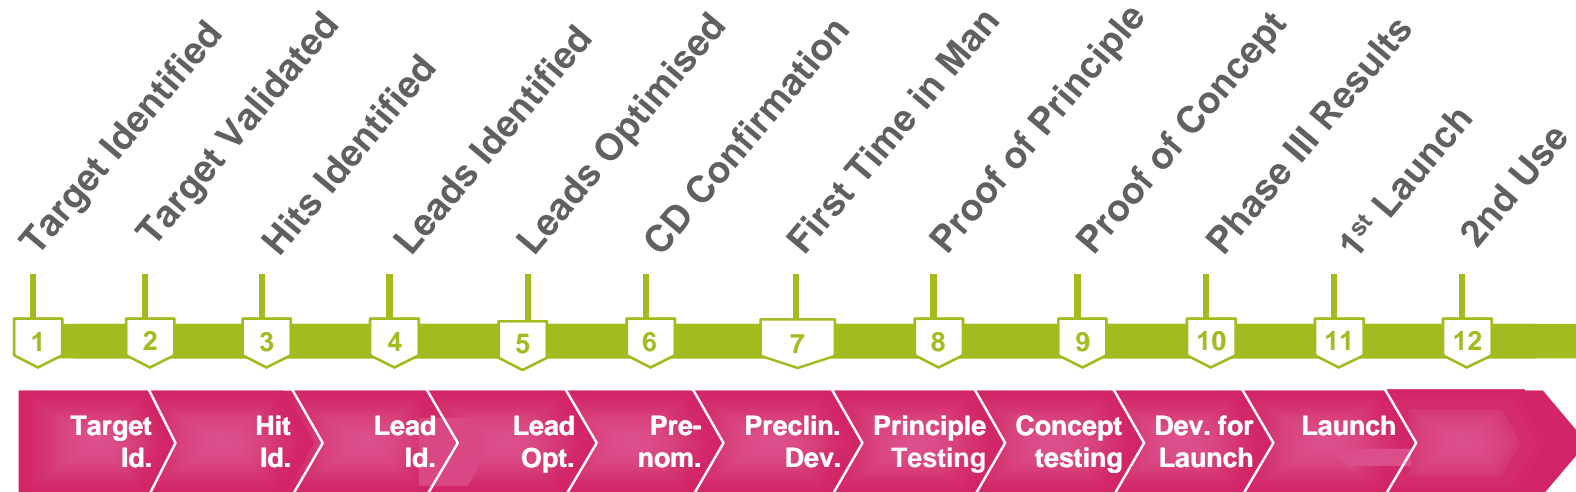 Target Identified
Target Validated
Hits Identified
Leads Identified
Leads Optimised
CD Confirmation
First Time in Man
Proof of Principle
Proof of Concept
Phase III Results
1st Launch
2nd Use
1
2
3
4
5
6
7
8
9
10
11
12
Target
Id.
Hit
Id.
Lead
Id.
Lead
Opt.
Pre-
nom.
Preclin.
Dev.
Principle
Testing
Concept
testing
Dev. for
Launch
Launch